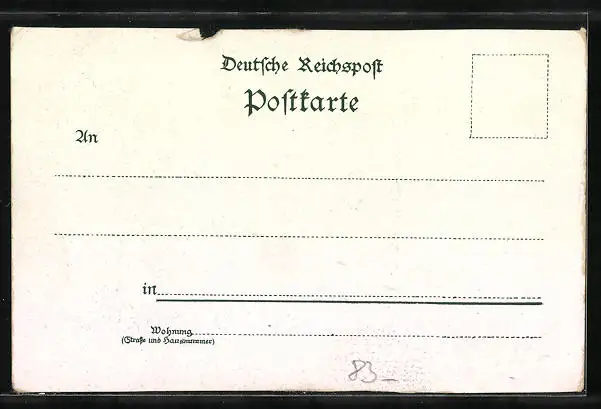 Deutsche Reichspost
Postkarte
An
in
Wohnung
(Straße und Hausnummer)
83–